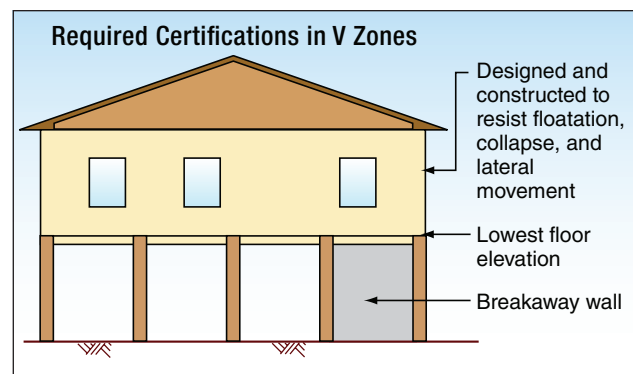 Required Certifications in V Zones
Designed and
constructed to
resist floatation,
collapse, and
lateral
movement
Lowest floor
elevation
Breakaway wall